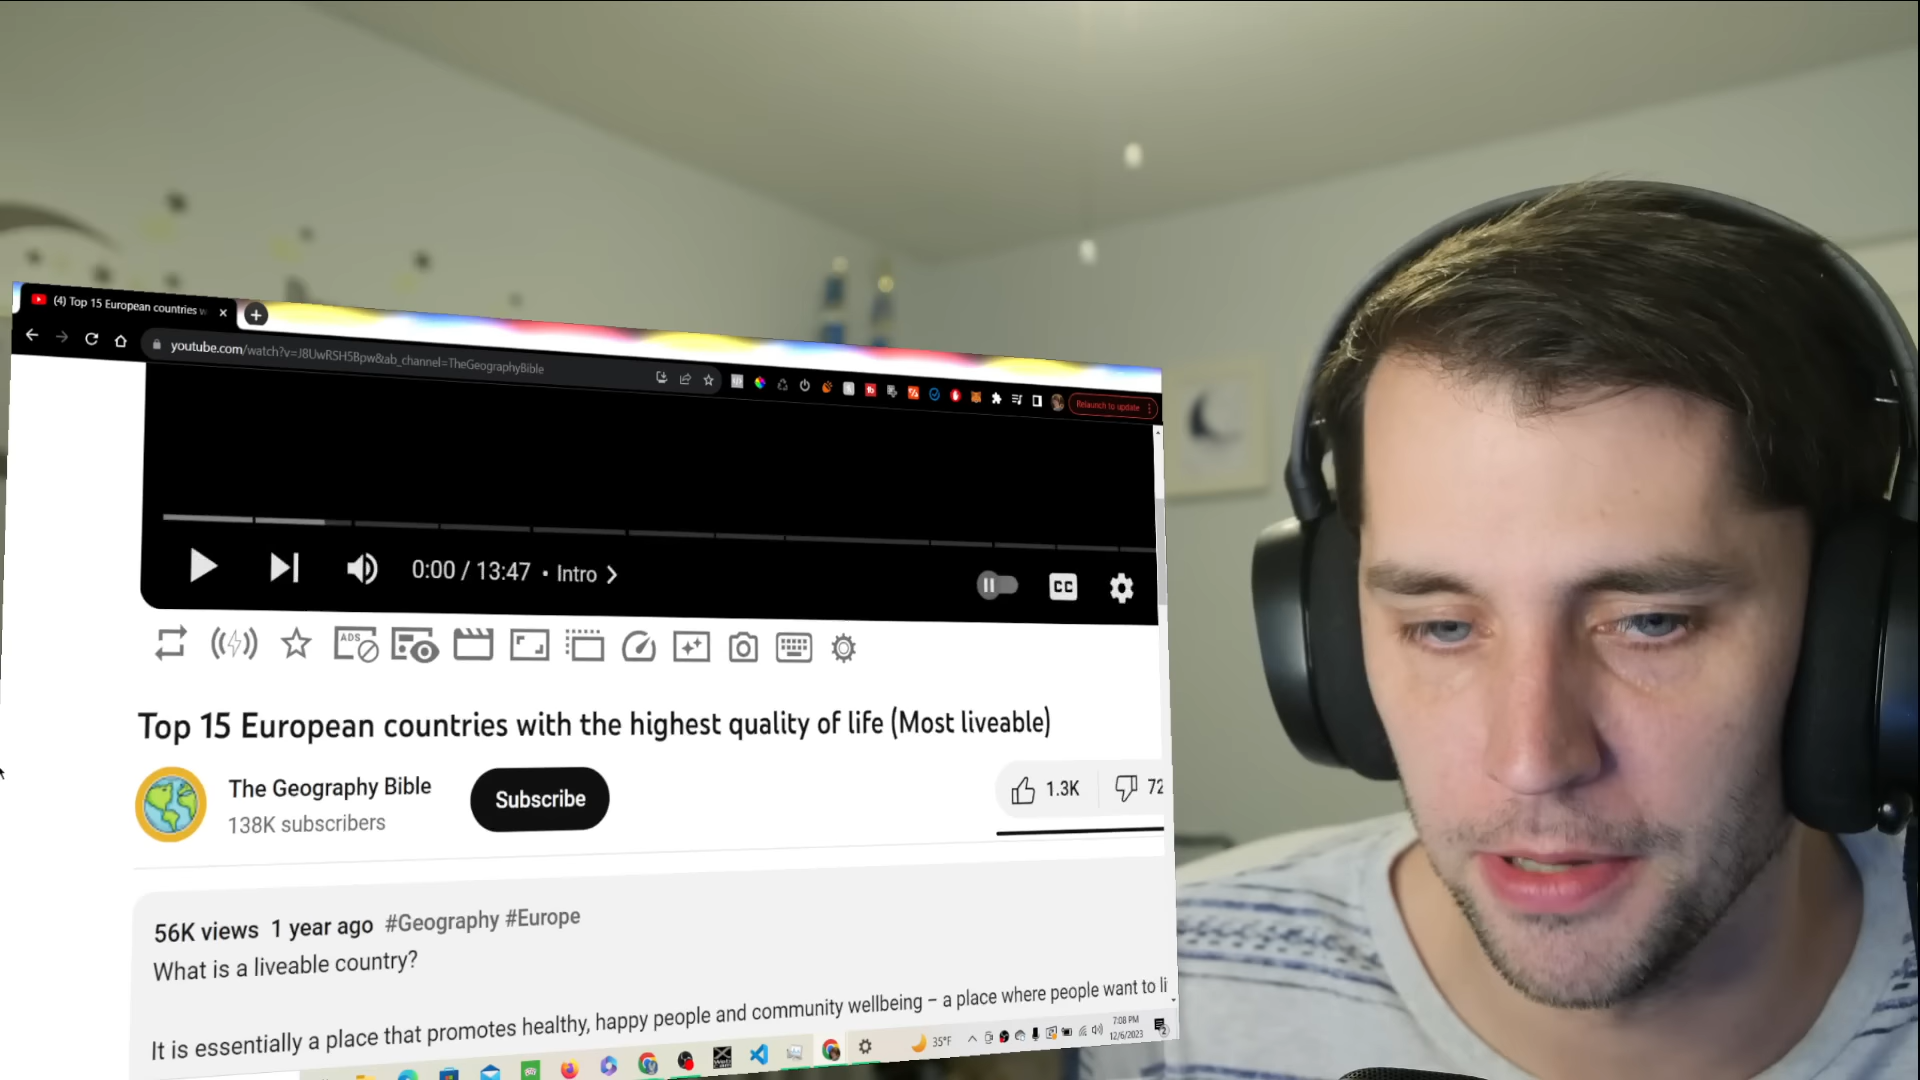 (4) Top 15 European countries w
youtube.com/watch?v=J8UwRSH5Bpw&ab_channel=TheGeographyBible
Relaunch to update
0:00 / 13:47 • Intro
CC
ADS
Top 15 European countries with the highest quality of life (Most liveable)
The Geography Bible
138K subscribers
Subscribe
1.3K
72
56K views 1 year ago #Geography #Europe
What is a liveable country?
It is essentially a place that promotes healthy, happy people and community wellbeing – a place where people want to li
35°F
7:08 PM
12/6/2023
2